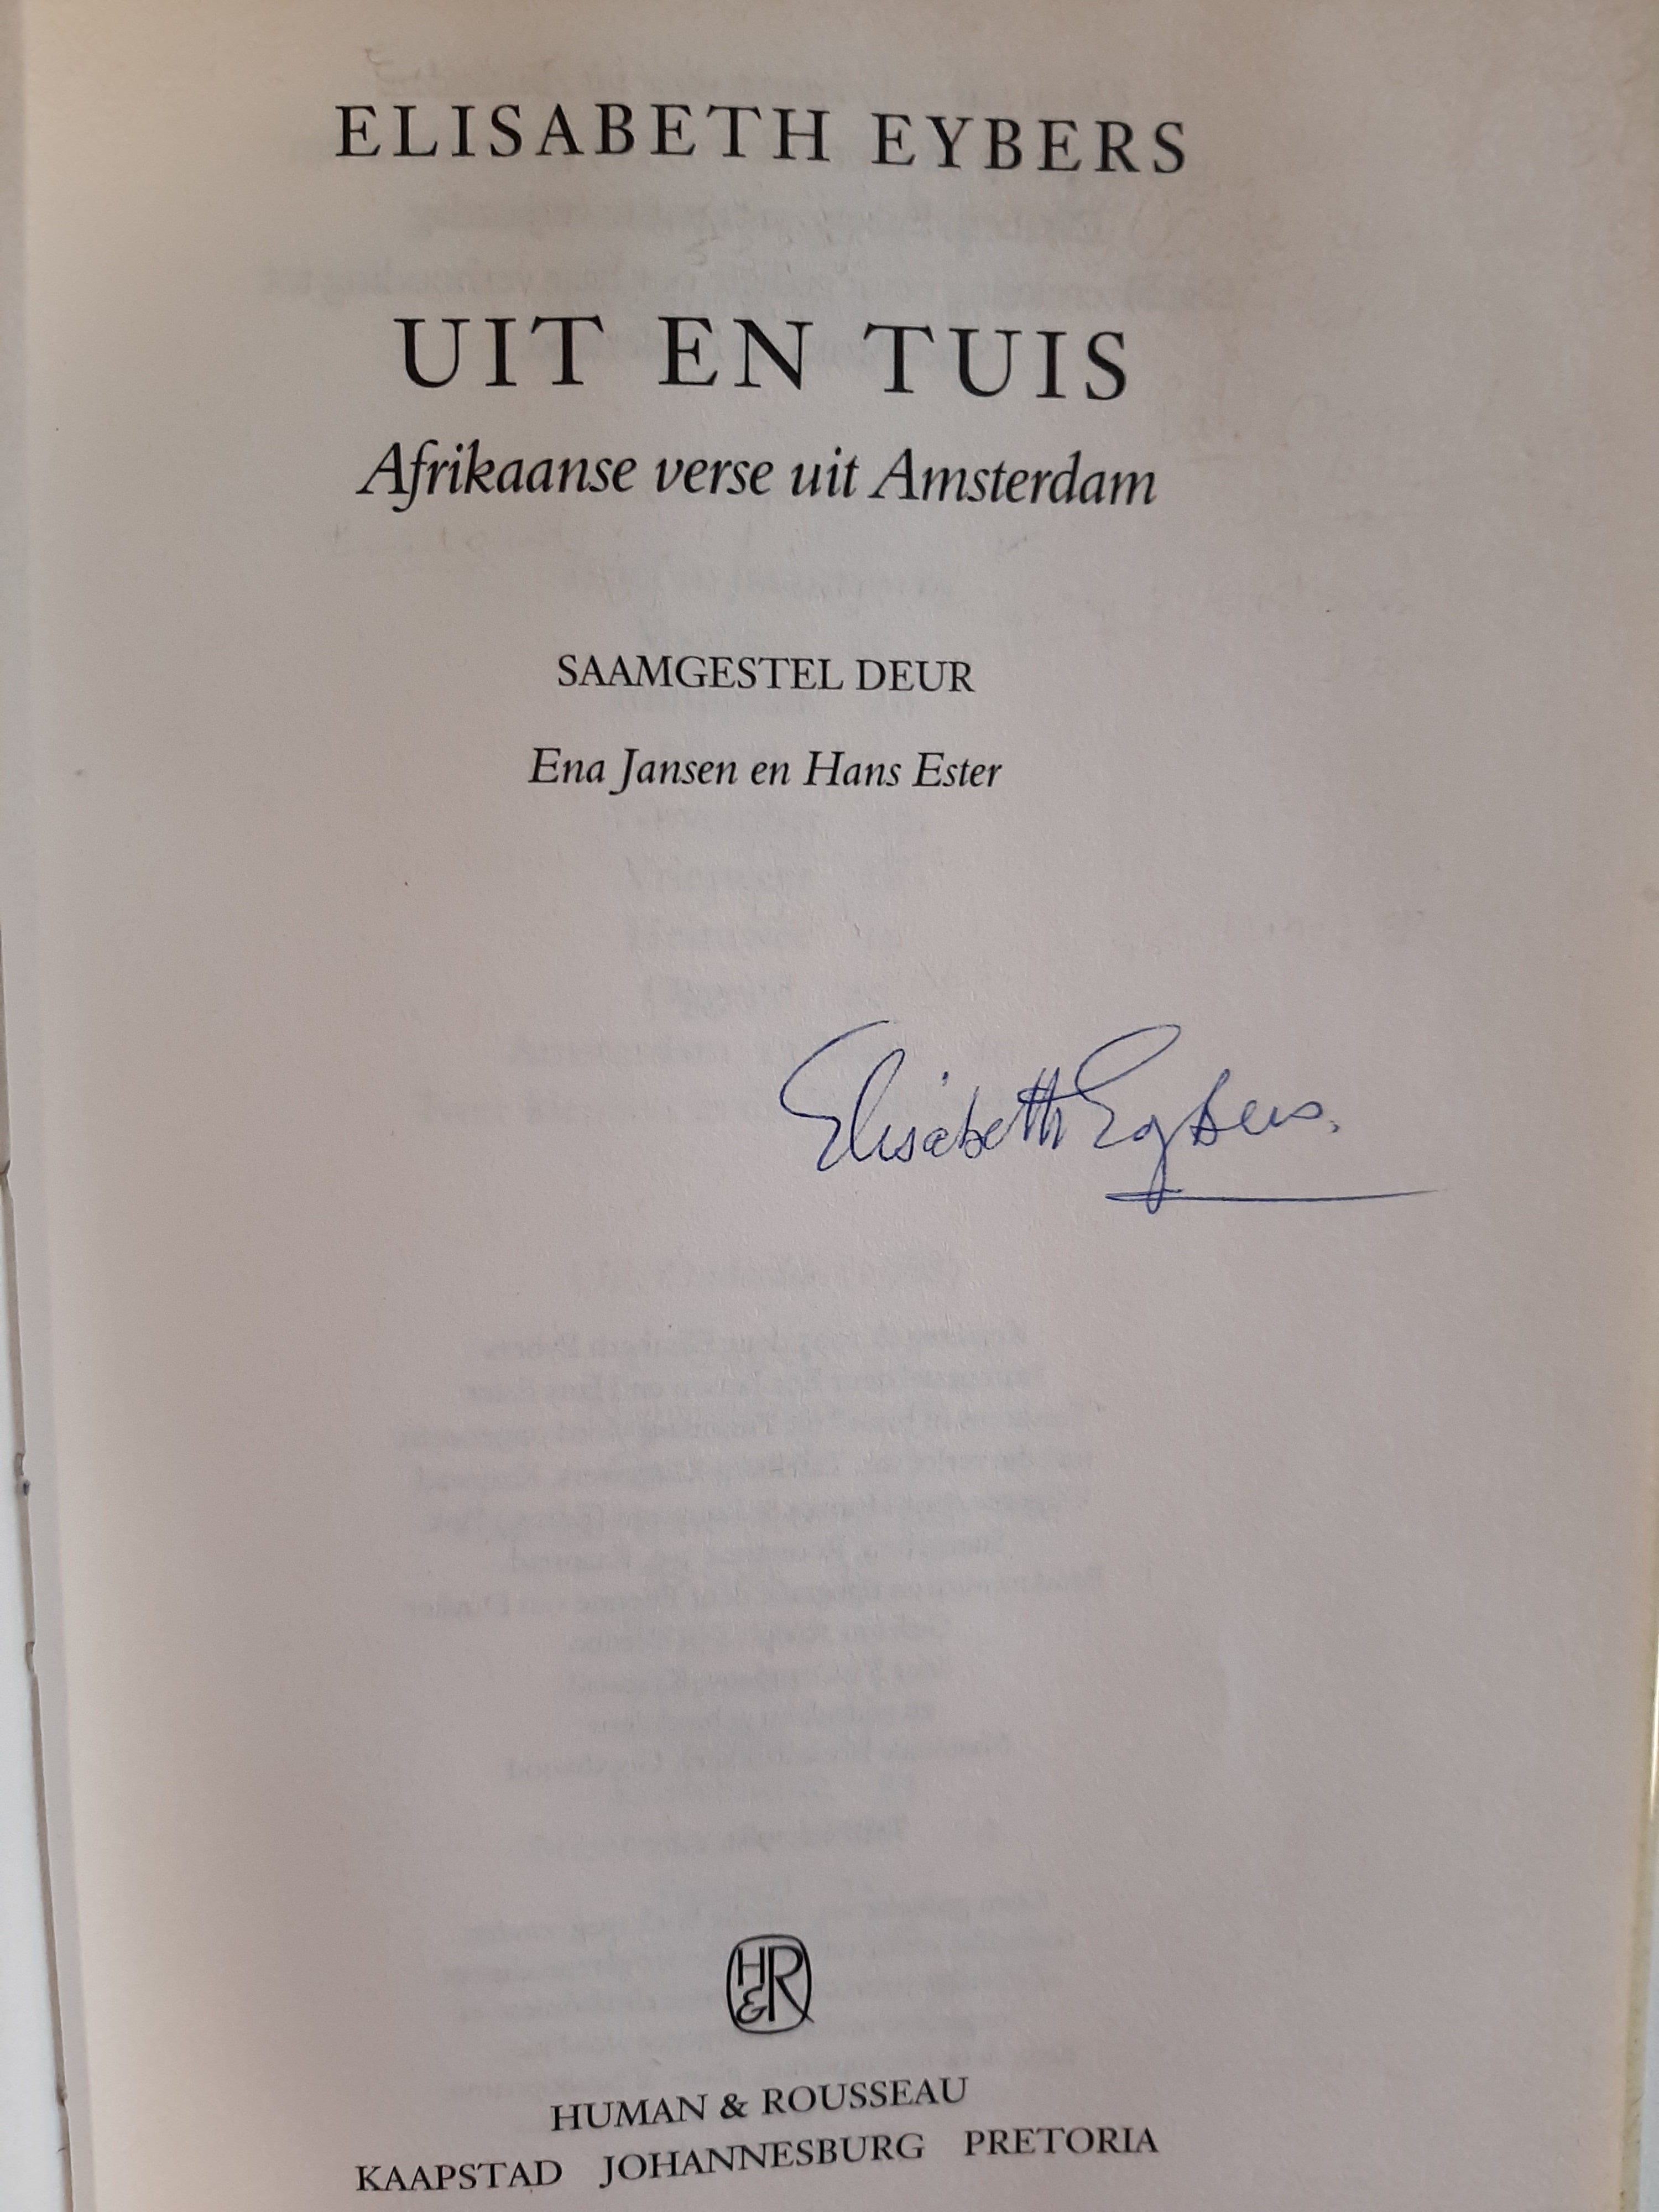 ELISABETH EYBERS
UIT EN TUIS
Afrikaanse verse uit Amsterdam
SAAMGESTEL DEUR
Ena Jansen en Hans Ester
Elisabeth Eybers.
H&R
HUMAN & ROUSSEAU
KAAPSTAD JOHANNESBURG PRETORIA